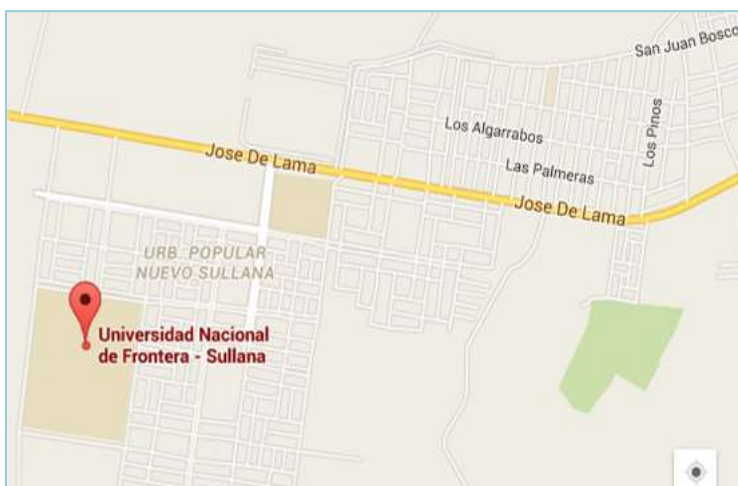 San Juan Bosco
Los Algarrabos
Los Pinos
Jose De Lama
Las Palmeras
Jose De Lama
URB. POPULAR
NUEVO SULLANA
Universidad Nacional
de Frontera - Sullana